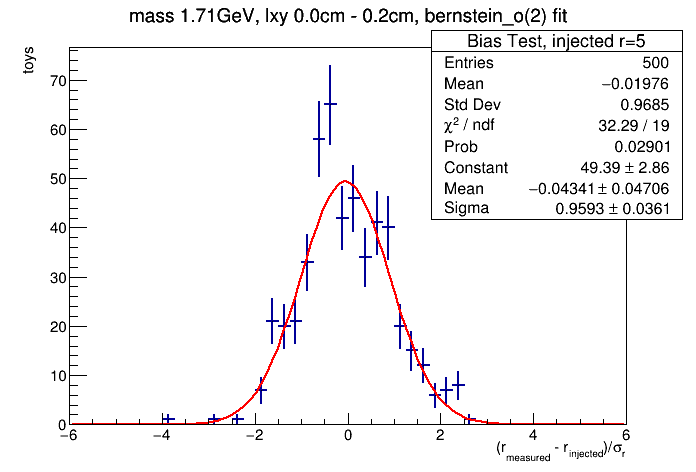 mass 1.71GeV, lxy 0.0cm - 0.2cm, bernstein_o(2) fit
toys
Bias Test, injected r=5
Entries 500
Mean −0.01976
Std Dev 0.9685
χ² / ndf 32.29 / 19
Prob 0.02901
Constant 49.39 ± 2.86
Mean −0.04341 ± 0.04706
Sigma 0.9593 ± 0.0361
70
60
50
40
30
20
10
0
−6 −4 −2 0 2 4 6
(r_measured - r_injected)/σ_r